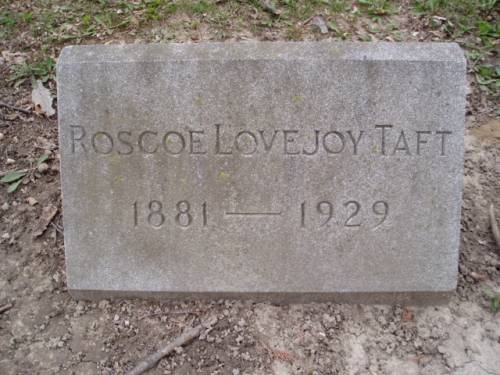 ROSCOE LOVEJOY TAFT
1881 — 1929